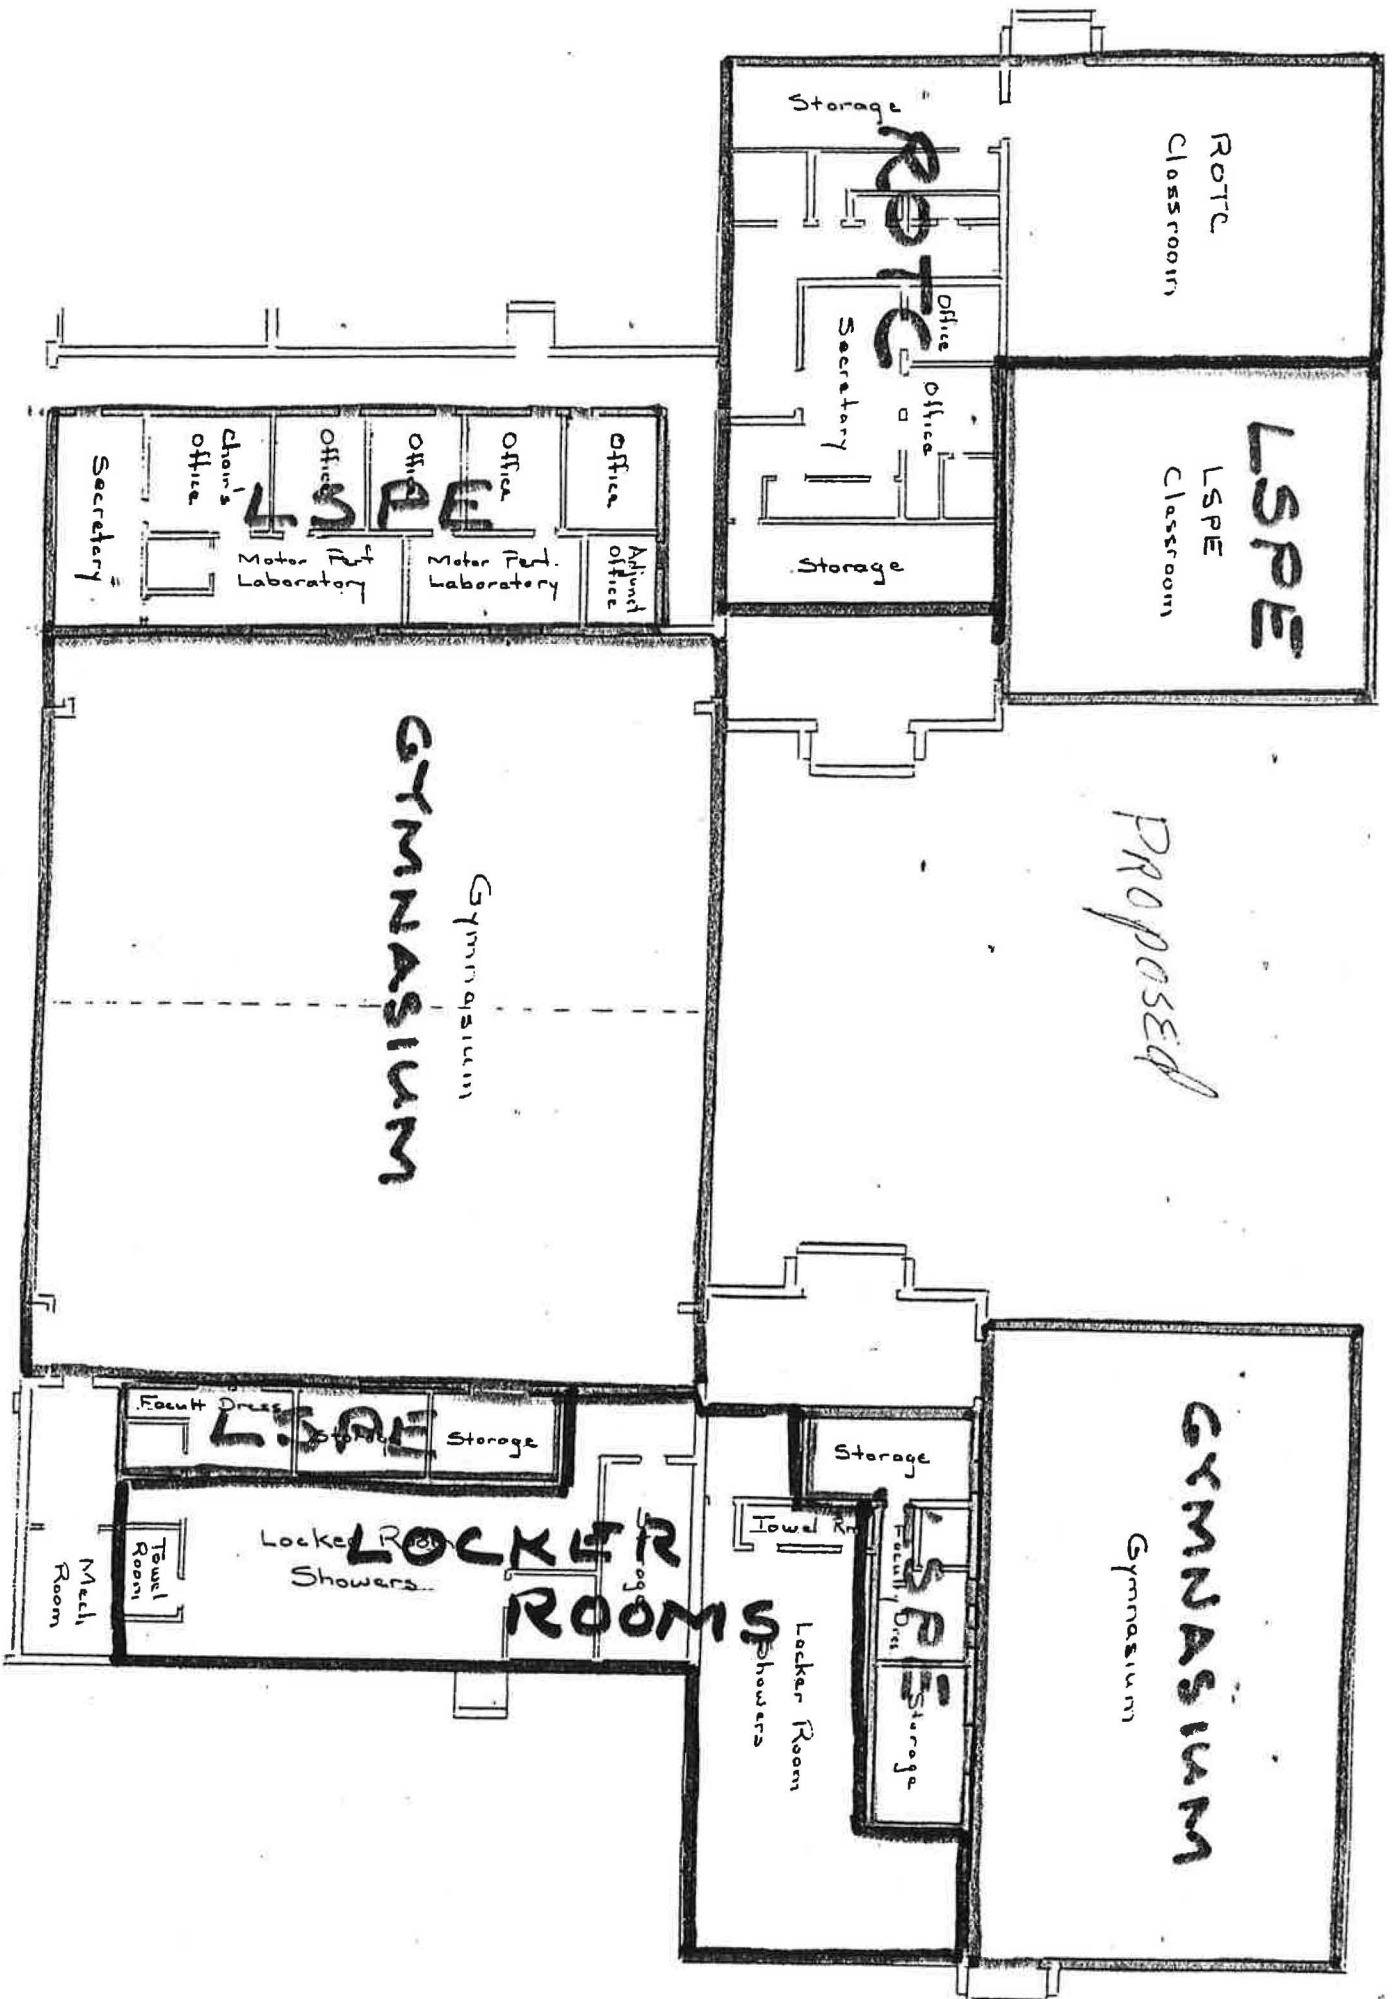 Storage
ROTC
ROTC
Classroom
Office
Office
Secretary
Storage
LSPE
LSPE
Classroom
Secretary
Chair's
Office
Office
Office
Office
Office
LSPE
Motor Perf
Laboratory
Motor Perf.
Laboratory
Adjunct
Office
PROPOSED
GYMNASIUM
Gymnasium
GYMNASIUM
Gymnasium
Facult Dress
Storage
Storage
LSPE
Storage
Towel Rm
LSPE
Storage
Locker Room
Showers
LOCKER
ROOMS
Locker Room
Showers
Towel
Room
Mech
Room